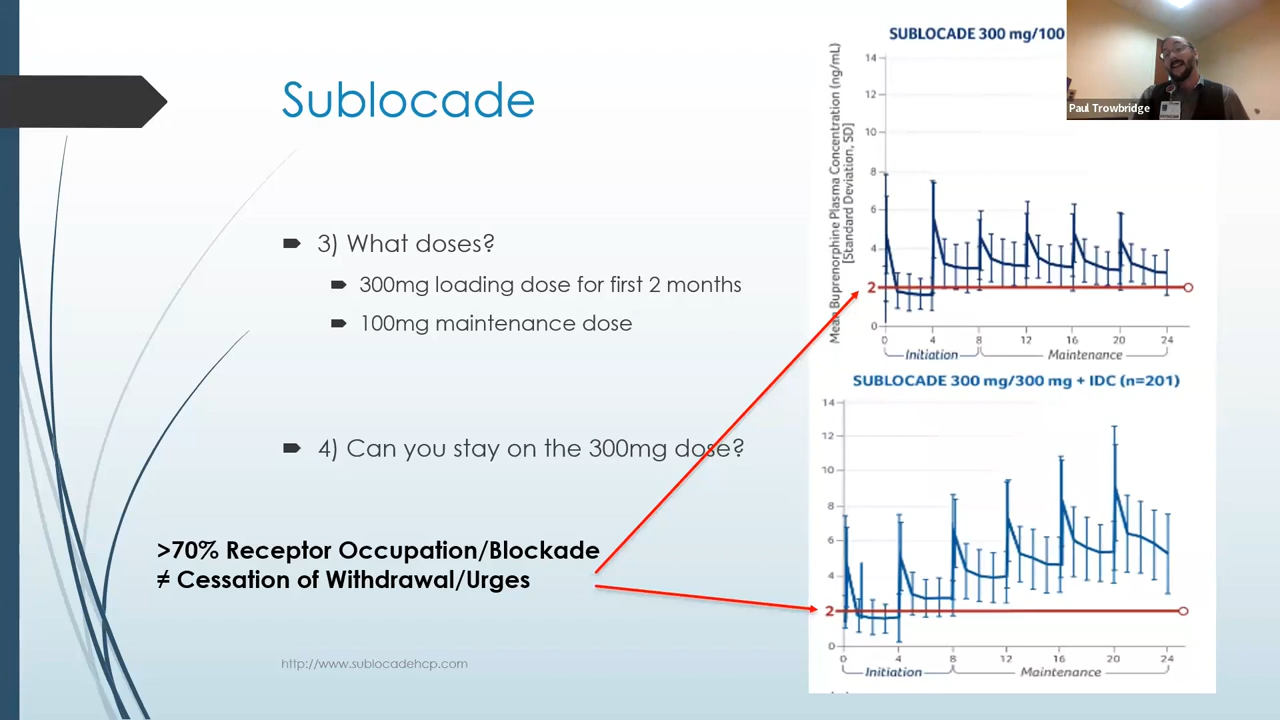 Sublocade
3) What doses?
300mg loading dose for first 2 months
100mg maintenance dose
4) Can you stay on the 300mg dose?
>70% Receptor Occupation/Blockade
≠ Cessation of Withdrawal/Urges
http://www.sublocadehcp.com
SUBLOCADE 300 mg/100
Mean Buprenorphine Plasma Concentration (ng/mL)
[Standard Deviation, SD]
14
12
10
8
6
4
2
0
0 4 8 12 16 20 24
Initiation Maintenance
SUBLOCADE 300 mg/300 mg + IDC (n=201)
14
12
10
8
6
4
2
0
0 4 8 12 16 20 24
Initiation Maintenance
Paul Trowbridge